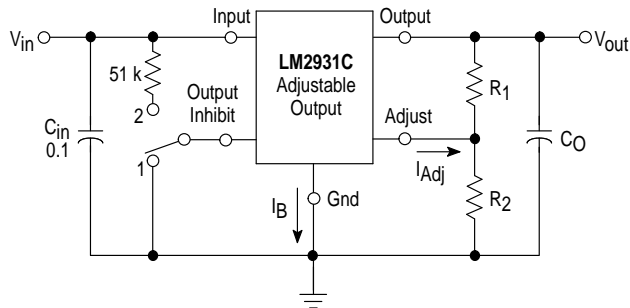 Input
Output
Vin
Vout
LM2931C
Adjustable
Output
51 k
R1
Output
Inhibit
2
Adjust
Cin
0.1
CO
1
IAdj
R2
IB
Gnd